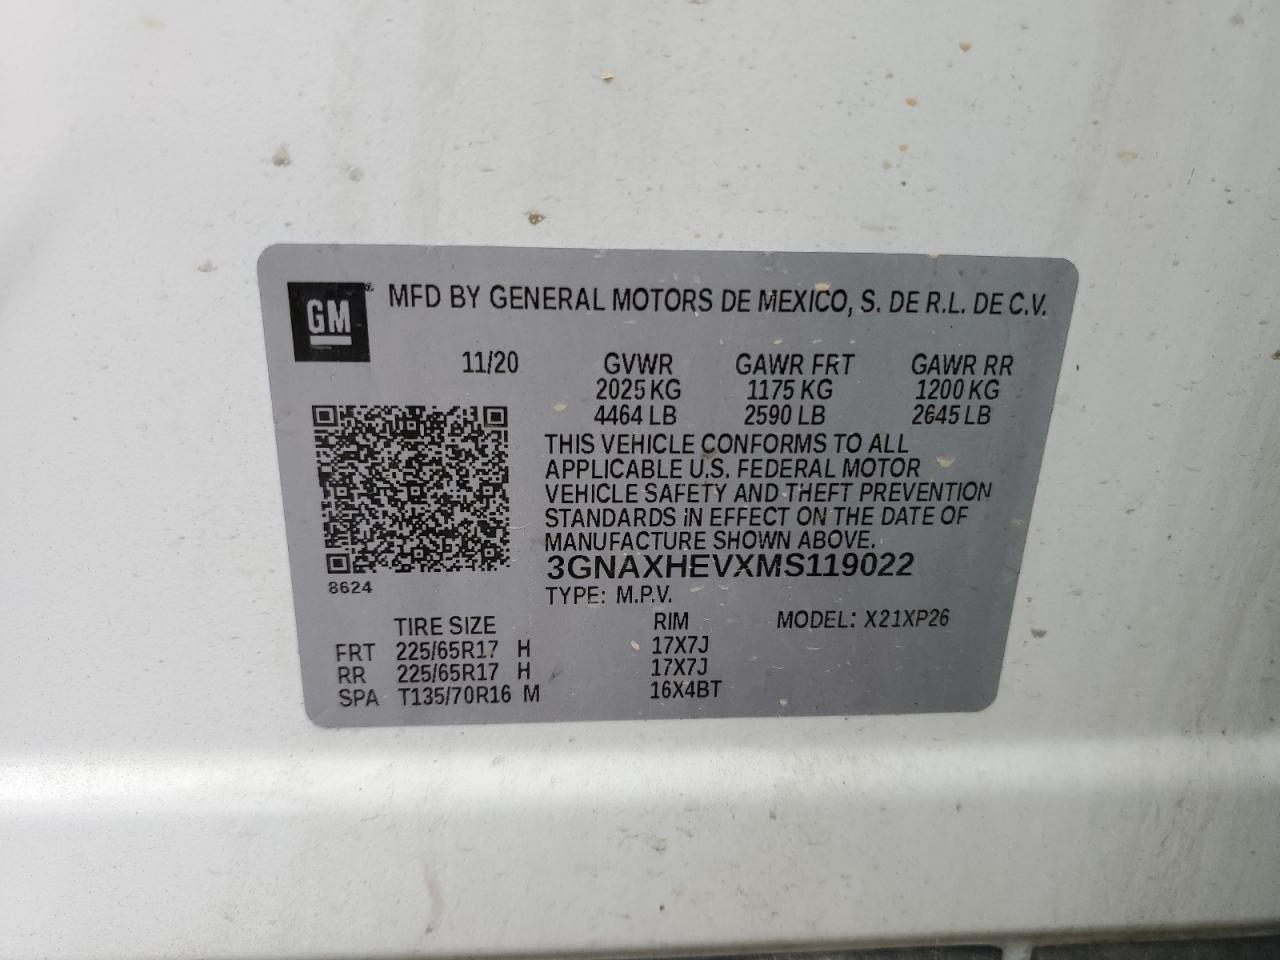 GM® MFD BY GENERAL MOTORS DE MEXICO, S. DE R.L. DE C.V.
11/20 GVWR GAWR FRT GAWR RR
2025 KG 1175 KG 1200 KG
4464 LB 2590 LB 2645 LB
THIS VEHICLE CONFORMS TO ALL
APPLICABLE U.S. FEDERAL MOTOR
VEHICLE SAFETY AND THEFT PREVENTION
STANDARDS IN EFFECT ON THE DATE OF
MANUFACTURE SHOWN ABOVE.
3GNAXHEVXMS119022
8624
TYPE: M.P.V.
TIRE SIZE RIM MODEL: X21XP26
FRT 225/65R17 H 17X7J
RR 225/65R17 H 17X7J
SPA T135/70R16 M 16X4BT